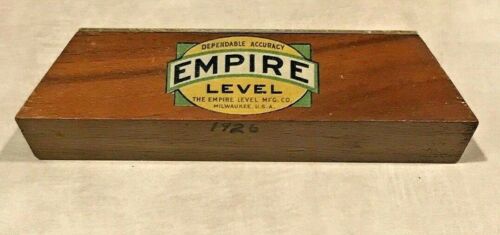 DEPENDABLE ACCURACY
EMPIRE
LEVEL
THE EMPIRE LEVEL MFG. CO.
MILWAUKEE, U.S.A.
1926